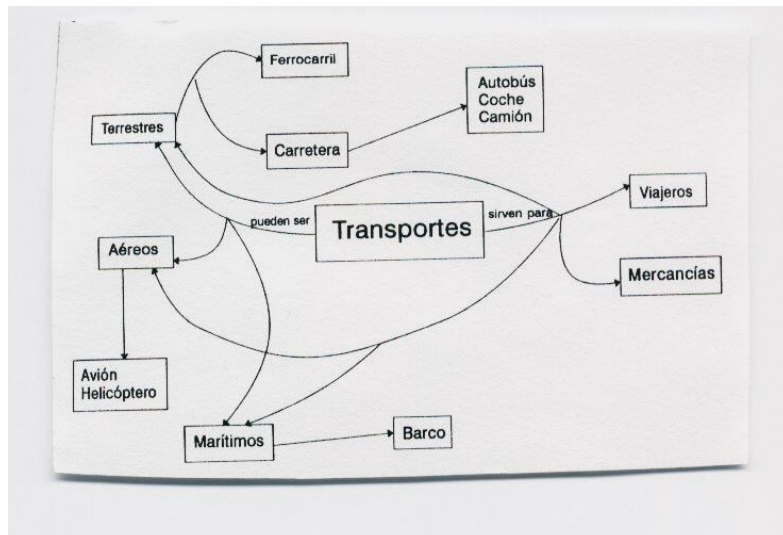 Ferrocarril
Autobús
Coche
Camión
Terrestres
Carretera
Viajeros
pueden ser
Transportes
sirven para
Aéreos
Mercancías
Avión
Helicóptero
Marítimos
Barco